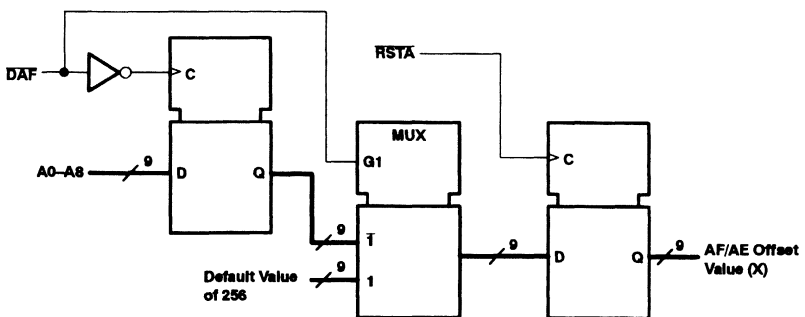 DAF
C
A0–A8
9
D
Q
RSTA
MUX
G1
9
1
9
1
Default Value
of 256
9
C
D
Q
9
AF/AE Offset
Value (X)